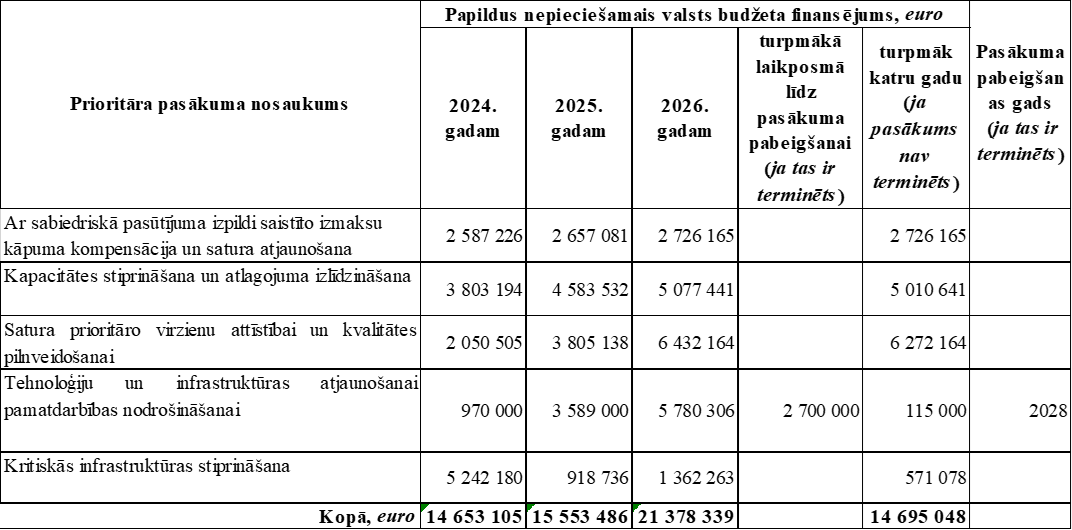 Prioritāra pasākuma nosaukums
Papildus nepieciešamais valsts budžeta finansējums, euro
2024.
gadam
2025.
gadam
2026.
gadam
turpmākā
laikposmā
līdz
pasākuma
pabeigšanai
(ja tas ir
terminēts)
turpmāk
katru gadu
(ja
pasākums
nav
terminēts)
Pasākuma
pabeigšan
as gads
(ja tas ir
terminēts)
Ar sabiedriskā pasūtījuma izpildi saistīto izmaksu
kāpuma kompensācija un satura atjaunošana
2 587 226 2 657 081 2 726 165 2 726 165
Kapacitātes stiprināšana un atlagojuma izlīdzināšana
3 803 194 4 583 532 5 077 441 5 010 641
Satura prioritāro virzienu attīstībai un kvalitātes
pilnveidošanai
2 050 505 3 805 138 6 432 164 6 272 164
Tehnoloģiju un infrastruktūras atjaunošanai
pamatdarbības nodrošināšanai
970 000 3 589 000 5 780 306 2 700 000 115 000 2028
Kritiskās infrastruktūras stiprināšana
5 242 180 918 736 1 362 263 571 078
Kopā, euro 14 653 105 15 553 486 21 378 339 14 695 048